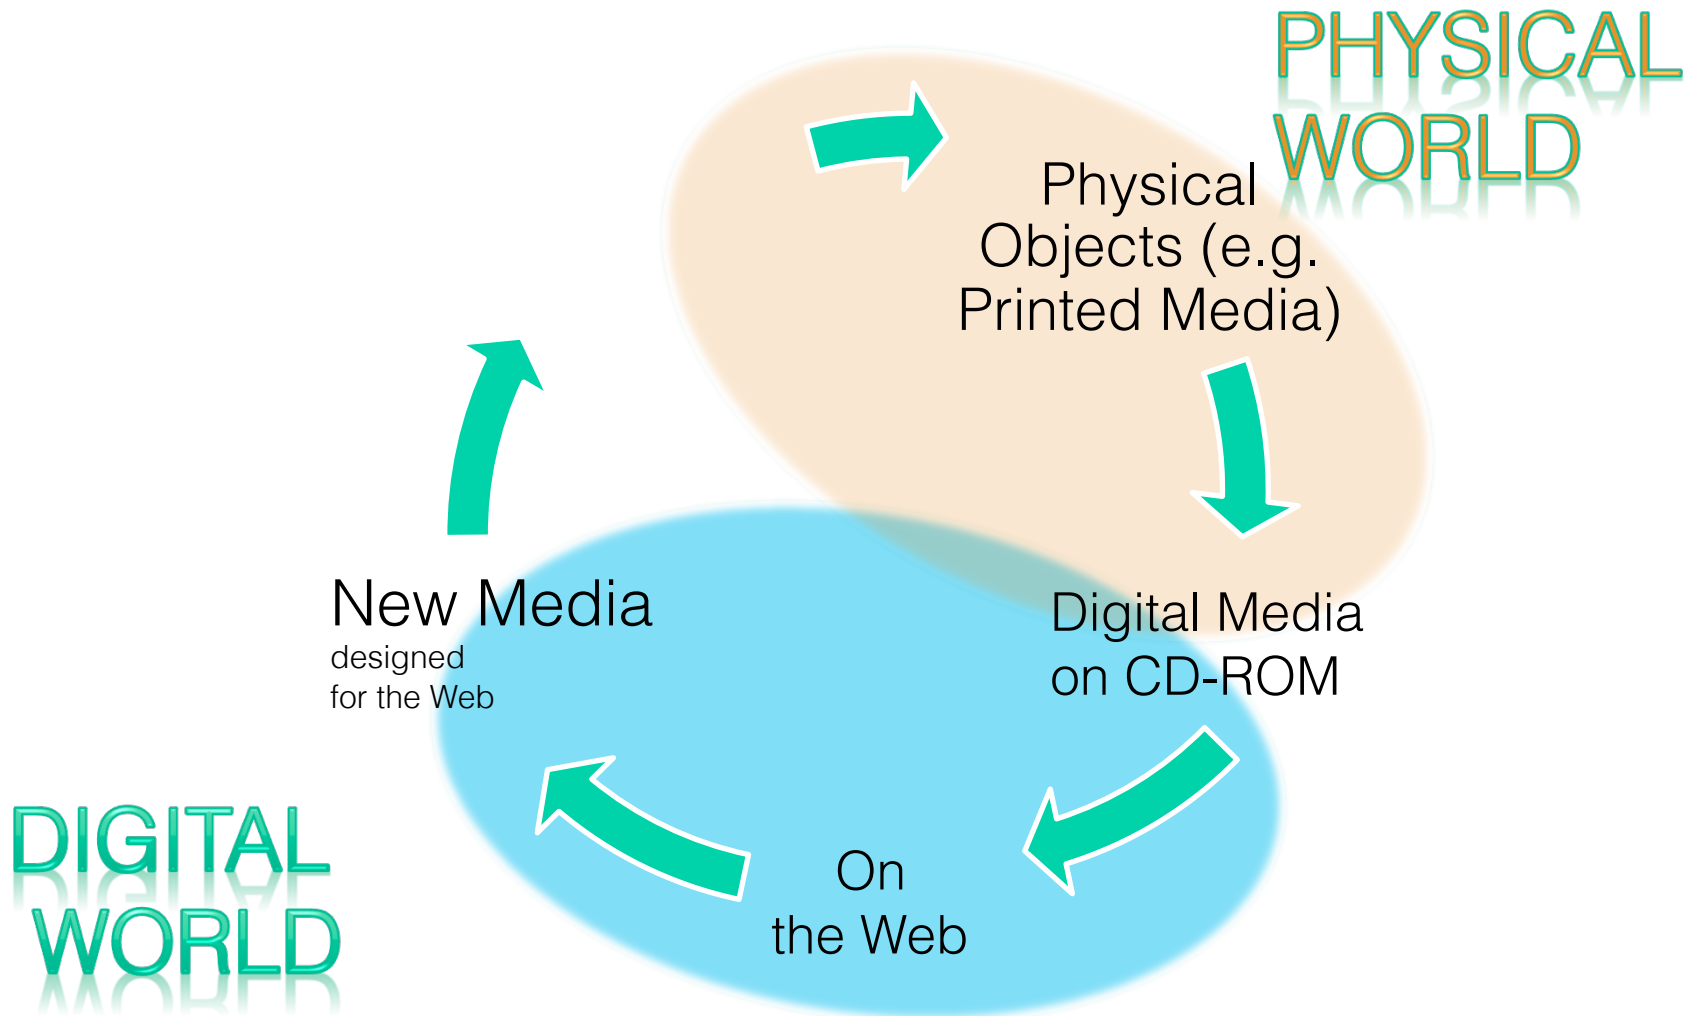 PHYSICAL
WORLD
Physical
Objects (e.g.
Printed Media)
New Media
designed
for the Web
Digital Media
on CD-ROM
On
the Web
DIGITAL
WORLD